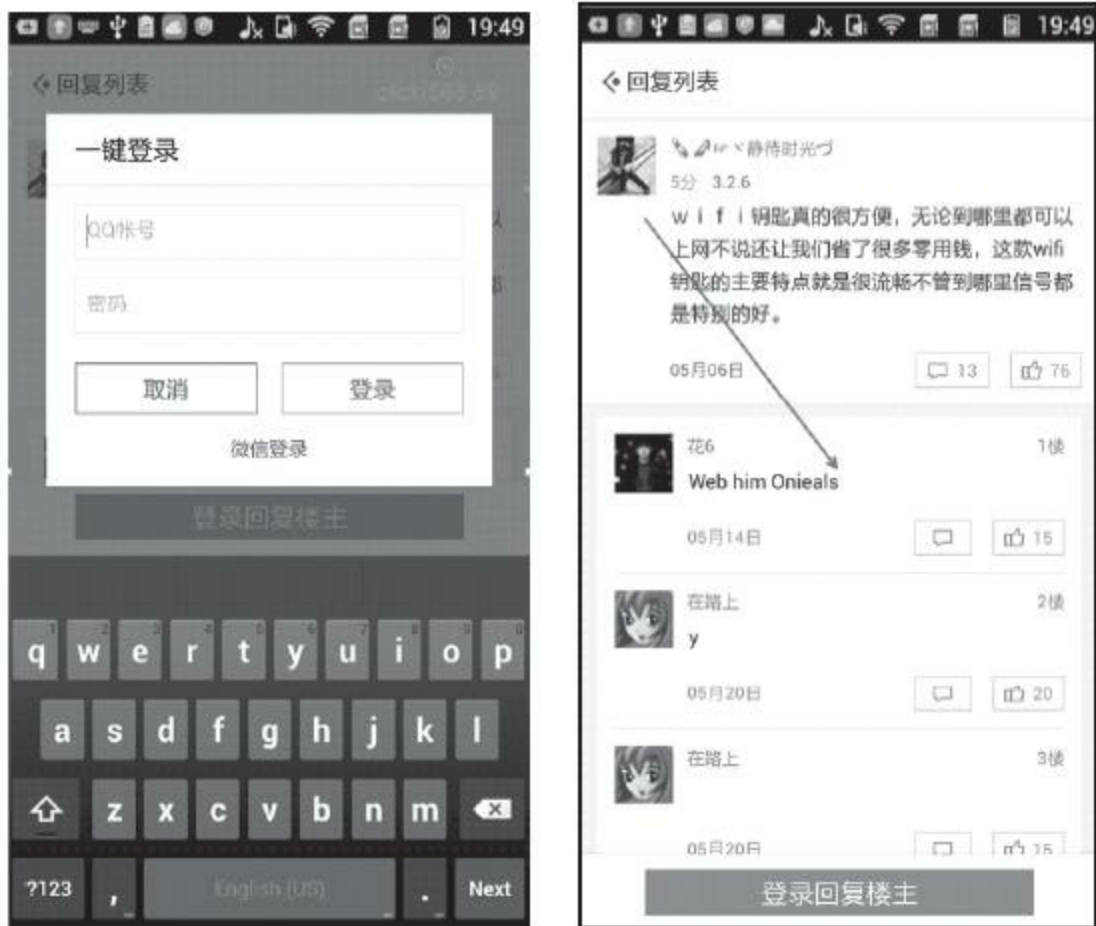 19:49
回复列表
一键登录
QQ帐号
密码
取消
登录
微信登录
登录回复楼主
q w e r t y u i o p
a s d f g h j k l
z x c v b n m
?123 , English (US) . Next
19:49
回复列表
静待时光づ
5分 3.2.6
ｗｉｆｉ钥匙真的很方便，无论到哪里都可以
上网不说还让我们省了很多零用钱，这款wifi
钥匙的主要特点就是很流畅不管到哪里信号都
是特别的好。
05月06日 13 76
花6 1楼
Web him Onieals
05月14日 15
在路上 2楼
y
05月20日 20
在路上 3楼
05月20日 15
登录回复楼主